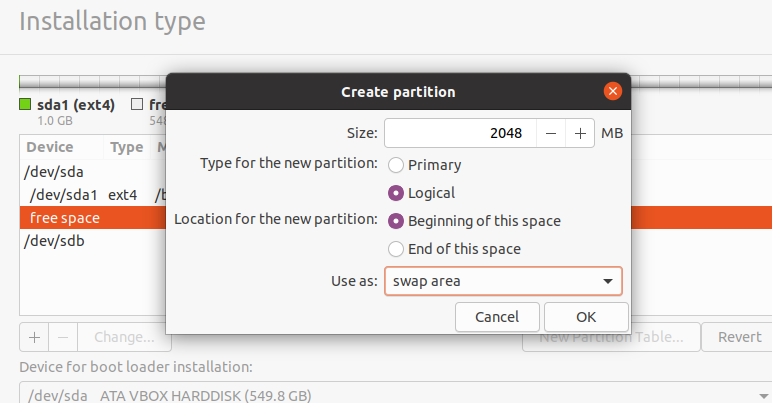 Installation type
Create partition
sda1 (ext4) fre
1.0 GB 548
Size: 2048 − + MB
Device Type M
Type for the new partition: Primary
/dev/sda
/dev/sda1 ext4 /b
Logical
free space
Location for the new partition: Beginning of this space
/dev/sdb
End of this space
Use as: swap area
Cancel OK
+ − Change... New Partition Table... Revert
Device for boot loader installation:
/dev/sda ATA VBOX HARDDISK (549.8 GB)